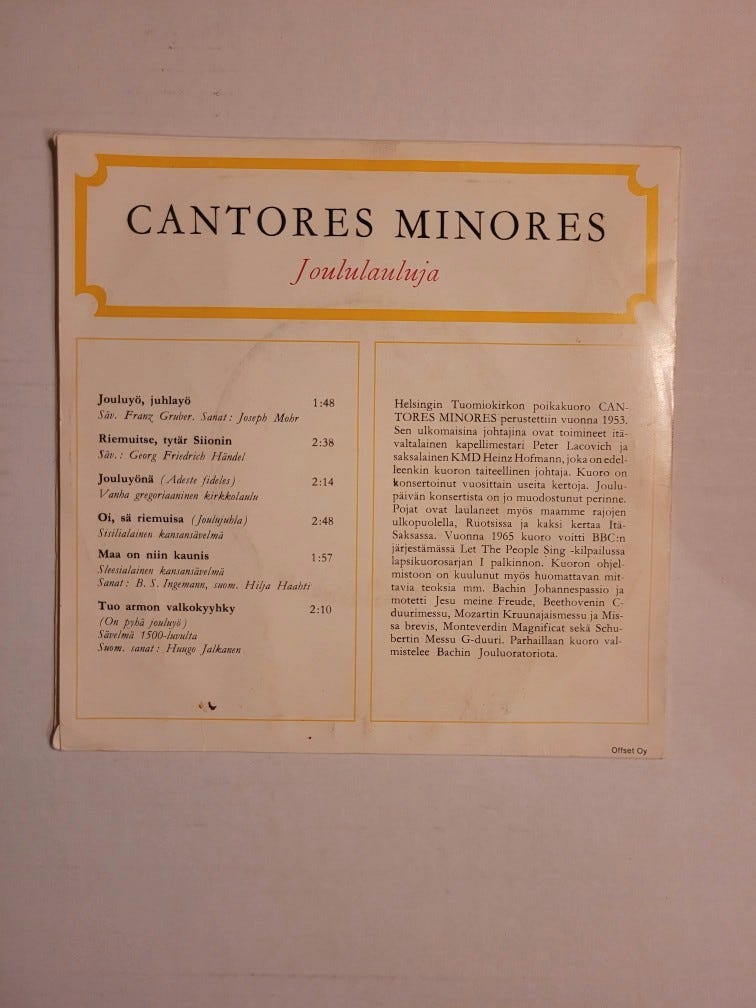 CANTORES MINORES
Joululauluja
Jouluyö, juhlayö 1:48
Säv. Franz Gruber. Sanat: Joseph Mohr
Riemuitse, tytär Siionin 2:38
Säv.: Georg Friedrich Händel
Jouluyönä (Adeste fideles) 2:14
Vanha gregoriaaninen kirkkolaulu
Oi, sä riemuisa (Joulujuhla) 2:48
Sisilialainen kansansävelmä
Maa on niin kaunis 1:57
Sleesialainen kansansävelmä
Sanat: B. S. Ingemann, suom. Hilja Haahti
Tuo armon valkokyyhky 2:10
(On pyhä jouluyö)
Sävelmä 1500-luvulta
Suom. sanat: Huugo Jalkanen
Helsingin Tuomiokirkon poikakuoro CAN-
TORES MINORES perustettiin vuonna 1953.
Sen ulkomaisina johtajina ovat toimineet itä-
valtalainen kapellimestari Peter Lacovich ja
saksalainen KMD Heinz Hofmann, joka on edel-
leenkin kuoron taiteellinen johtaja. Kuoro on
konsertoinut vuosittain useita kertoja. Joulu-
päivän konsertista on jo muodostunut perinne.
Pojat ovat laulaneet myös maamme rajojen
ulkopuolella, Ruotsissa ja kaksi kertaa Itä-
Saksassa. Vuonna 1965 kuoro voitti BBC:n
järjestämässä Let The People Sing -kilpailussa
lapsikuorosarjan I palkinnon. Kuoron ohjel-
mistoon on kuulunut myös huomattavan mit-
tavia teoksia mm. Bachin Johannespassio ja
motetti Jesu meine Freude, Beethovenin C-
duurimessu, Mozartin Kruunajaismessu ja Mis-
sa brevis, Monteverdin Magnificat sekä Schu-
bertin Messu G-duuri. Parhaillaan kuoro val-
mistelee Bachin Jouluoratoriota.
Offset Oy